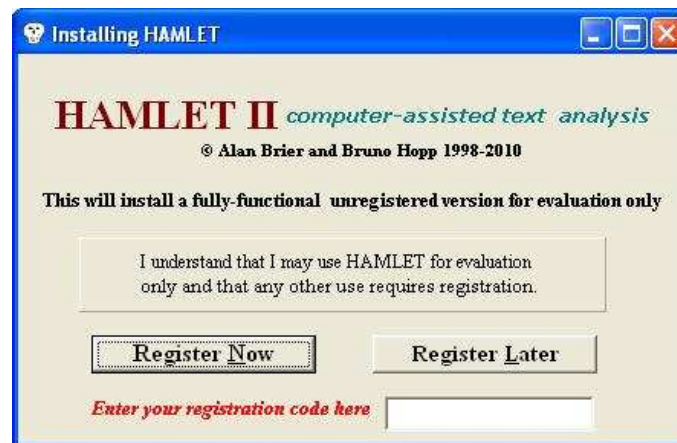 Installing HAMLET
HAMLET II computer-assisted text analysis
© Alan Brier and Bruno Hopp 1998-2010
This will install a fully-functional unregistered version for evaluation only
I understand that I may use HAMLET for evaluation
only and that any other use requires registration.
Register Now Register Later
Enter your registration code here